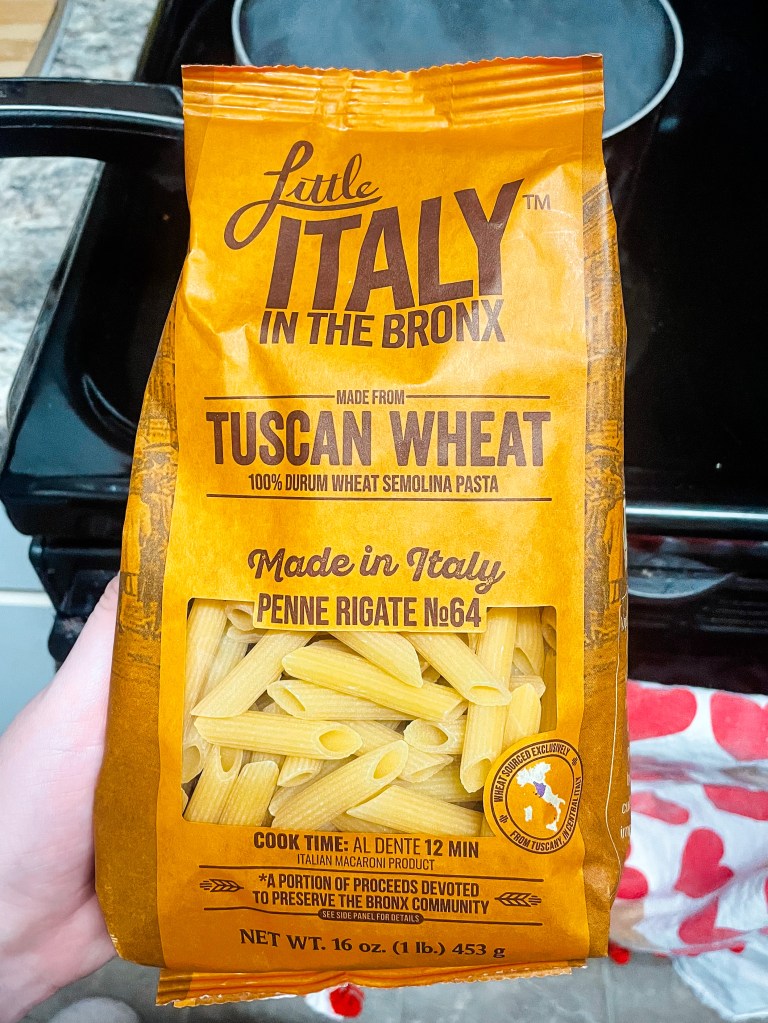 Little
ITALY™
IN THE BRONX
MADE FROM
TUSCAN WHEAT
100% DURUM WHEAT SEMOLINA PASTA
Made in Italy
PENNE RIGATE №64
WHEAT SOURCED EXCLUSIVELY
FROM TUSCANY, IN CENTRAL ITALY
COOK TIME: AL DENTE 12 MIN
ITALIAN MACARONI PRODUCT
*A PORTION OF PROCEEDS DEVOTED
TO PRESERVE THE BRONX COMMUNITY
SEE SIDE PANEL FOR DETAILS
NET WT. 16 oz. (1 lb.) 453 g